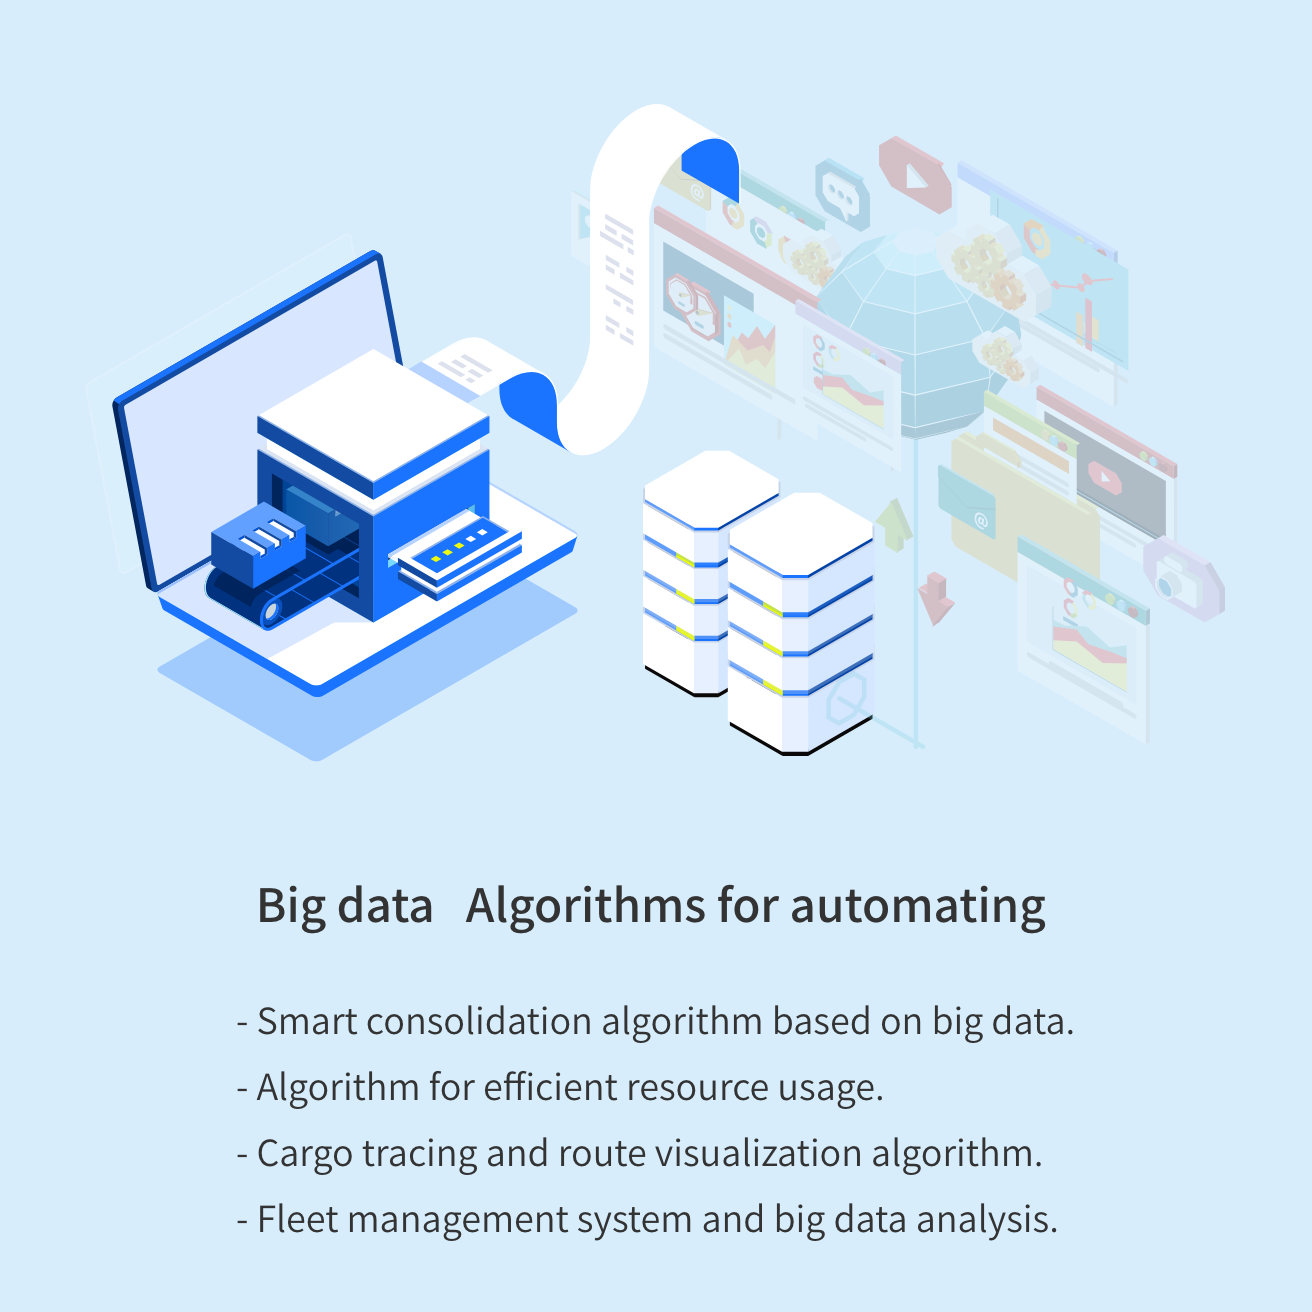 Big data   Algorithms for automating
- Smart consolidation algorithm based on big data.
- Algorithm for efficient resource usage.
- Cargo tracing and route visualization algorithm.
- Fleet management system and big data analysis.